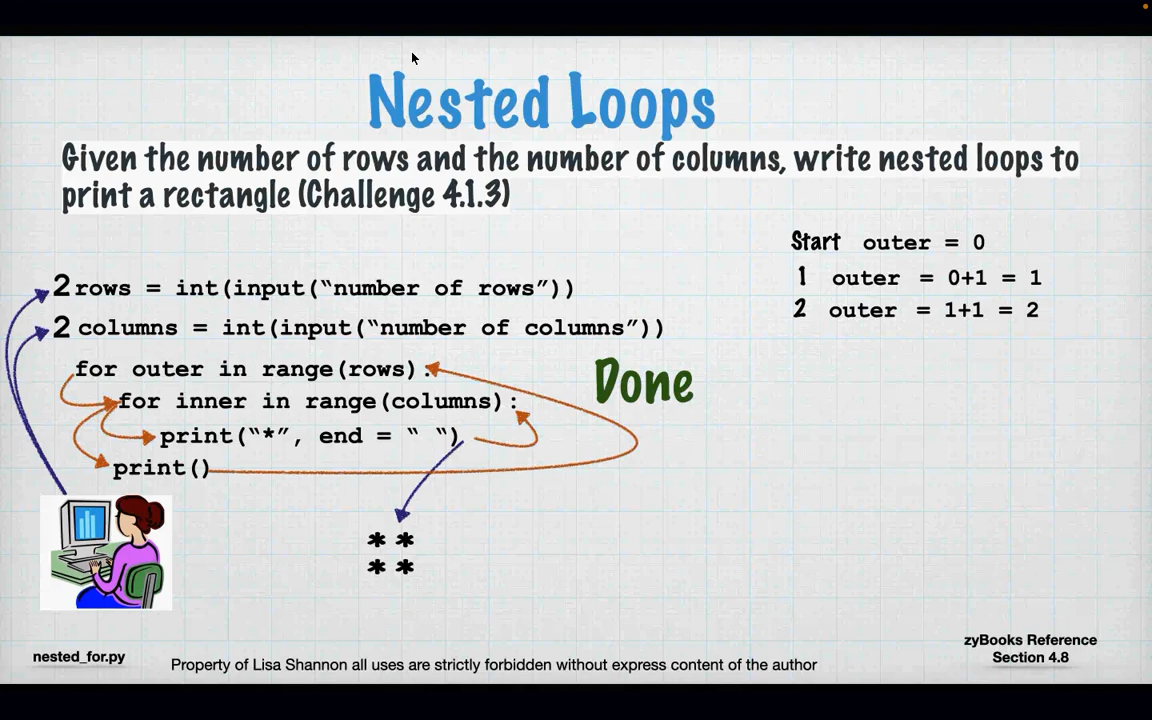 Nested Loops
Given the number of rows and the number of columns, write nested loops to
print a rectangle (Challenge 4.1.3)
Start outer = 0
1 outer = 0+1 = 1
2 outer = 1+1 = 2
2 rows = int(input(“number of rows”))
2 columns = int(input(“number of columns”))
for outer in range(rows):
Done
for inner in range(columns):
print(“*”, end = “ “)
print()
* *
* *
nested_for.py
Property of Lisa Shannon all uses are strictly forbidden without express content of the author
zyBooks Reference
Section 4.8